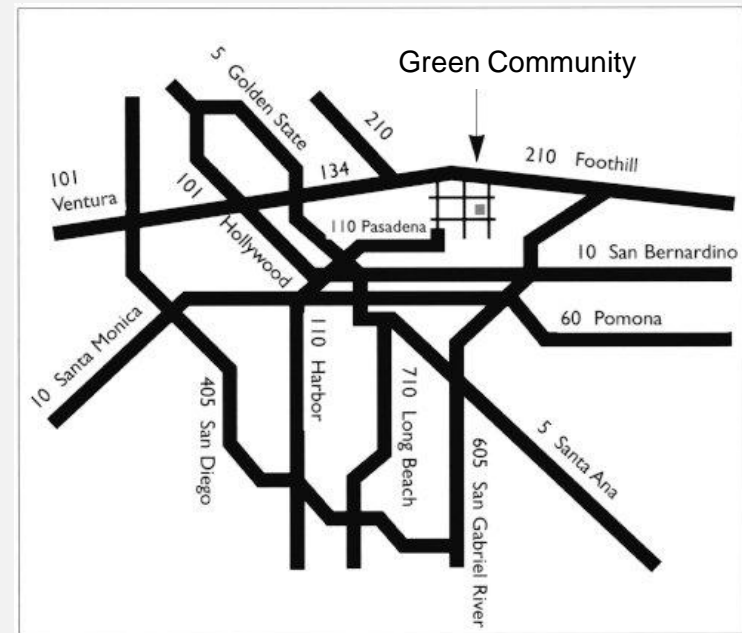 Green Community
5 Golden State
210
134
210 Foothill
101
Ventura
101 Hollywood
110 Pasadena
10 San Bernardino
60 Pomona
10 Santa Monica
110 Harbor
405 San Diego
710 Long Beach
605 San Gabriel River
5 Santa Ana